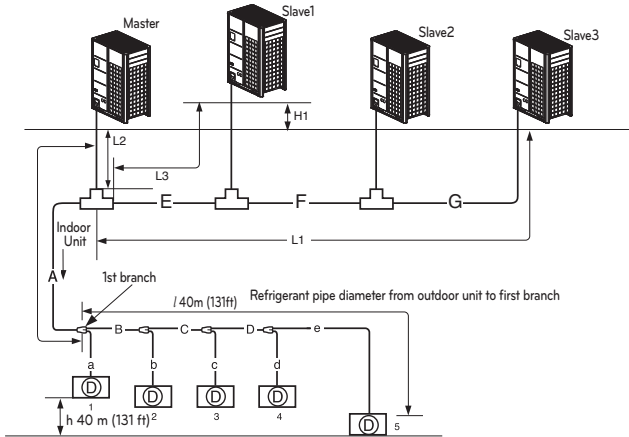 Master
Slave1
Slave2
Slave3
H1
L2
L3
E
F
G
Indoor
Unit
L1
A
1st branch
l 40m (131ft)
Refrigerant pipe diameter from outdoor unit to first branch
B
C
D
e
a
b
c
d
D
D
D
D
D
1
2
3
4
5
h 40 m (131 ft)